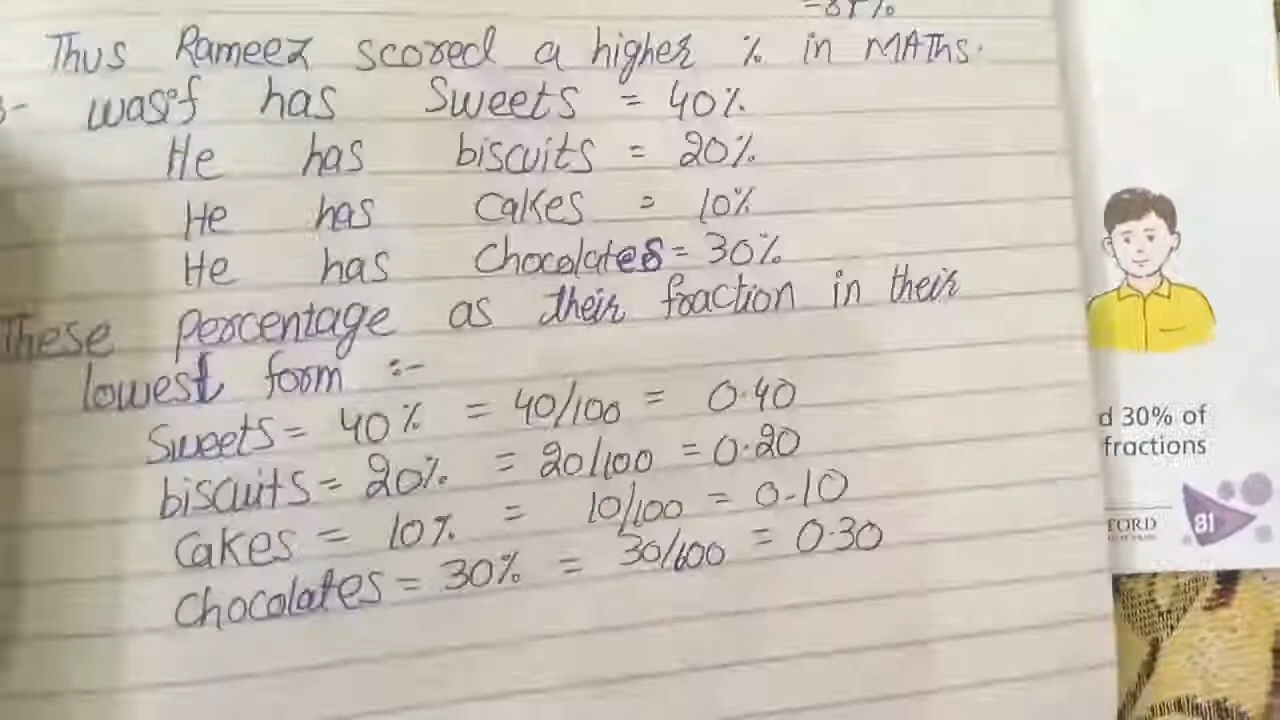 Thus Rameez scored a higher % in MAThs.
wasif has Sweets = 40%
He has biscuits = 20%
He has Cakes = 10%
He has Chocolates = 30%
These Percentage as their fraction in their
lowest form :-
Sweets = 40% = 40/100 = 0.40
biscuits = 20% = 20/100 = 0.20
Cakes = 10% = 10/100 = 0.10
Chocolates = 30% = 30/100 = 0.30
d 30% of
fractions
FORD
81